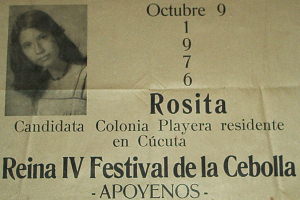 Octubre 9
1
9
7
6
Rosita
Candidata Colonia Playera residente
en Cúcuta
Reina IV Festival de la Cebolla
- APOYENOS -